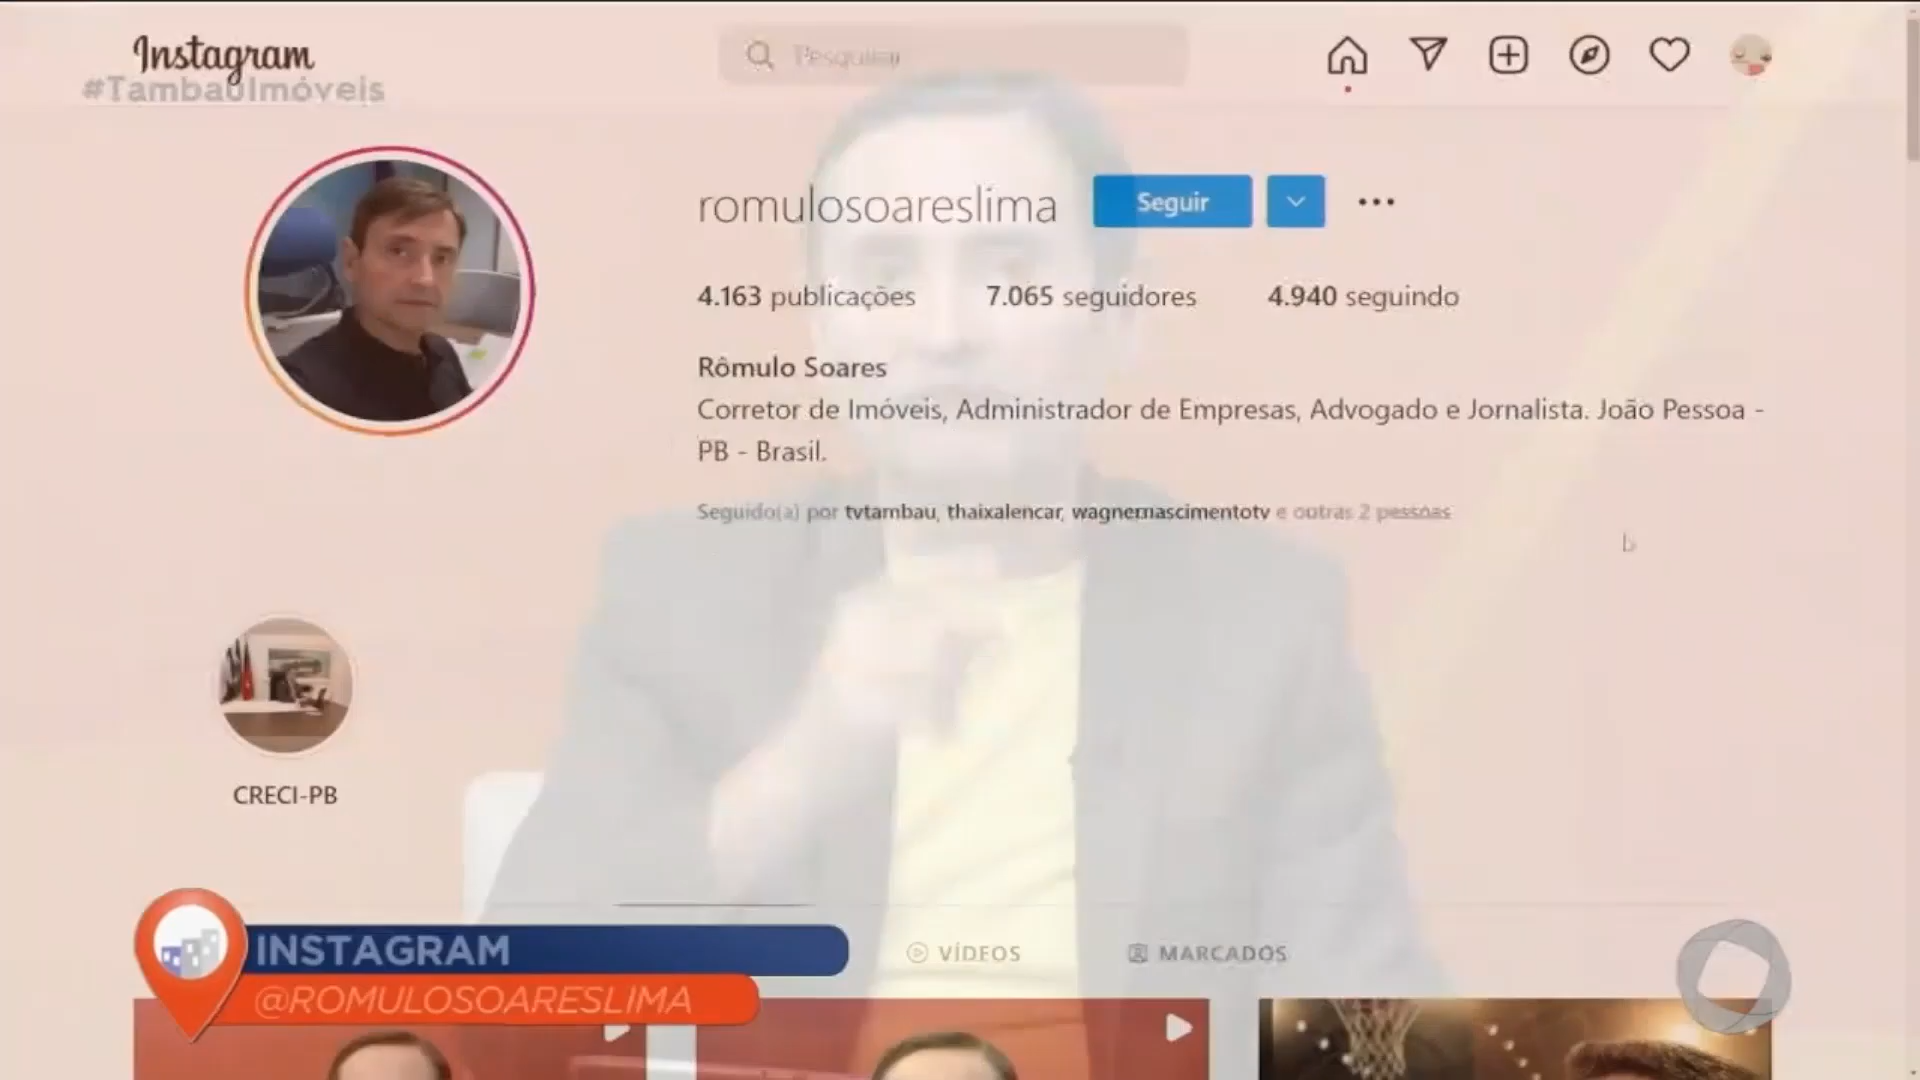 Instagram
#TambaúImóveis
Pesquisar
romulosoareslima
Seguir
4.163 publicações 7.065 seguidores 4.940 seguindo
Rômulo Soares
Corretor de Imóveis, Administrador de Empresas, Advogado e Jornalista. João Pessoa -
PB - Brasil.
Seguido(a) por tvtambau, thaixalencar, wagnernascimentotv e outras 2 pessoas
CRECI-PB
VÍDEOS
MARCADOS
INSTAGRAM
@ROMULOSOARESLIMA